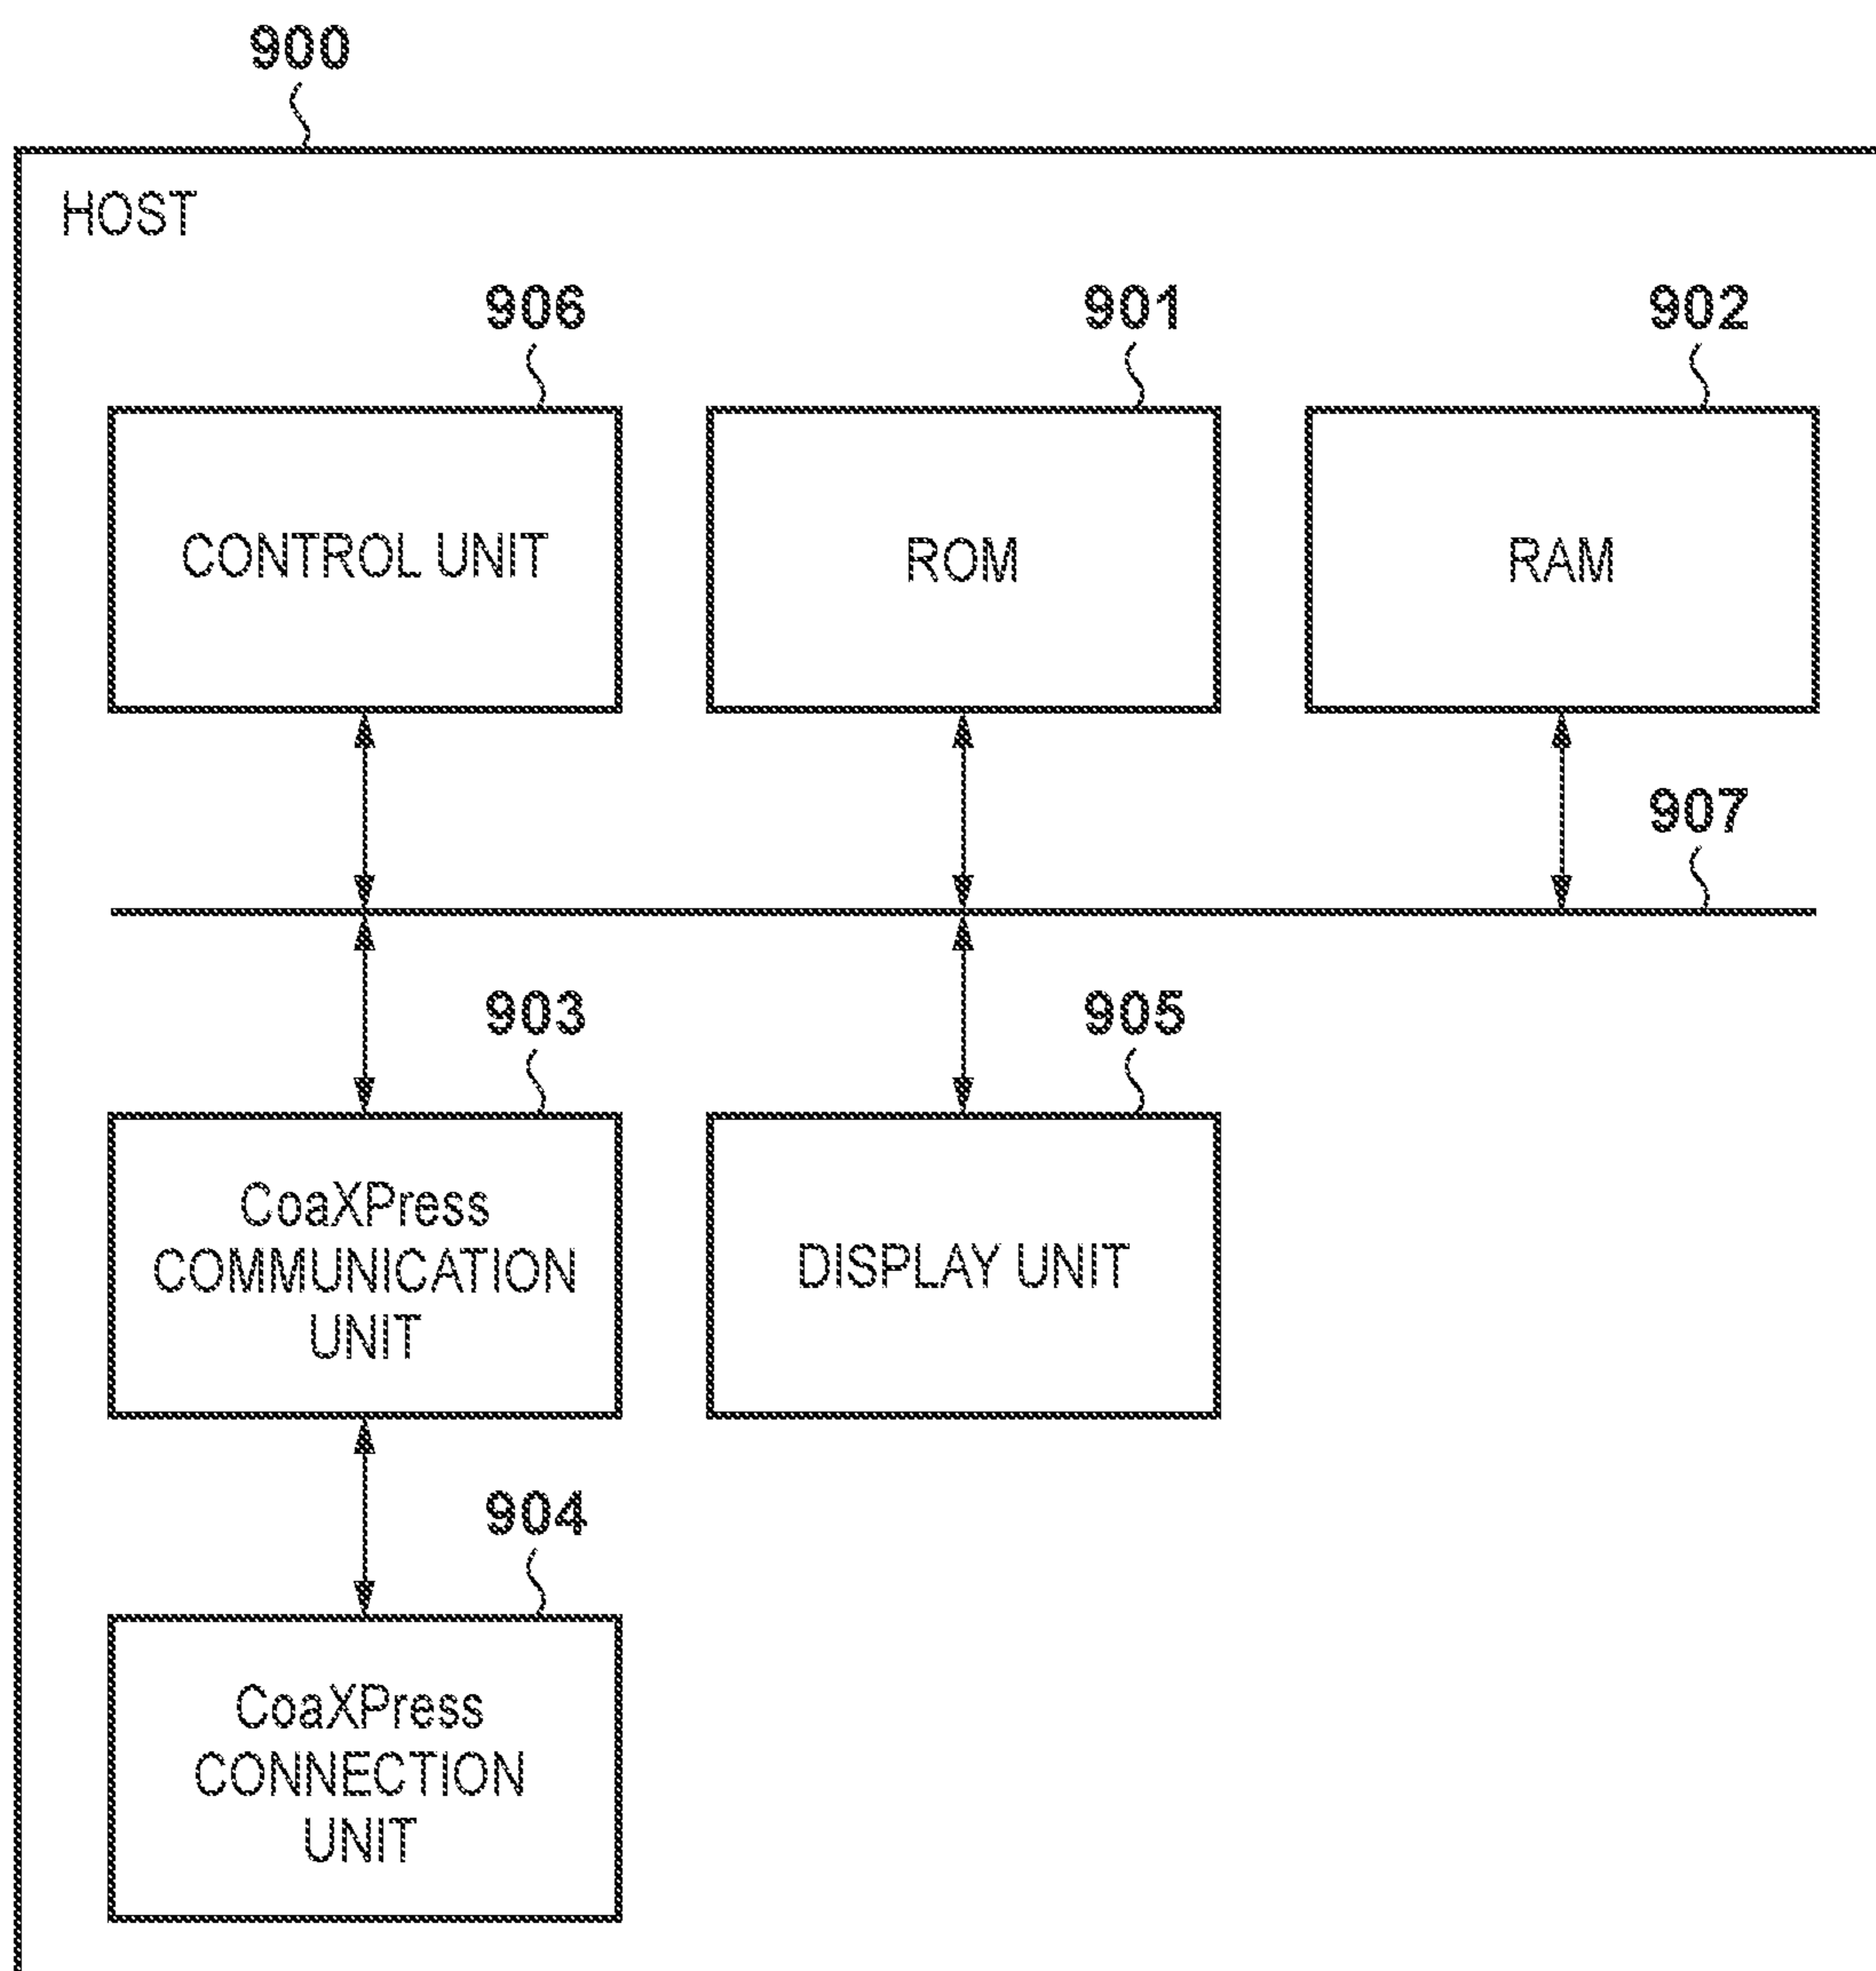 900
HOST
906
901
902
CONTROL UNIT
ROM
RAM
907
903
905
CoaXPress
COMMUNICATION
UNIT
DISPLAY UNIT
904
CoaXPress
CONNECTION
UNIT